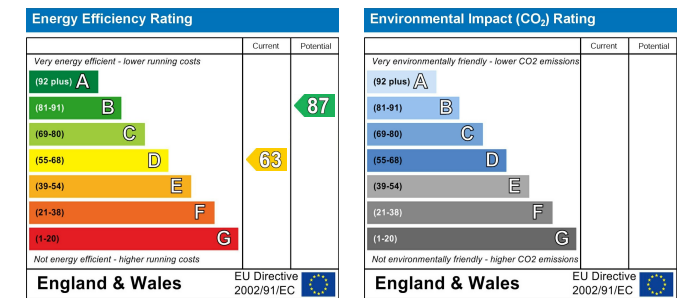 Energy Efficiency Rating
Current Potential
Very energy efficient - lower running costs
(92 plus) A
(81-91) B
87
(69-80) C
(55-68) D
63
(39-54) E
(21-38) F
(1-20) G
Not energy efficient - higher running costs
England & Wales
EU Directive
2002/91/EC
Environmental Impact (CO₂) Rating
Current Potential
Very environmentally friendly - lower CO2 emissions
(92 plus) A
(81-91) B
(69-80) C
(55-68) D
(39-54) E
(21-38) F
(1-20) G
Not environmentally friendly - higher CO2 emissions
England & Wales
EU Directive
2002/91/EC